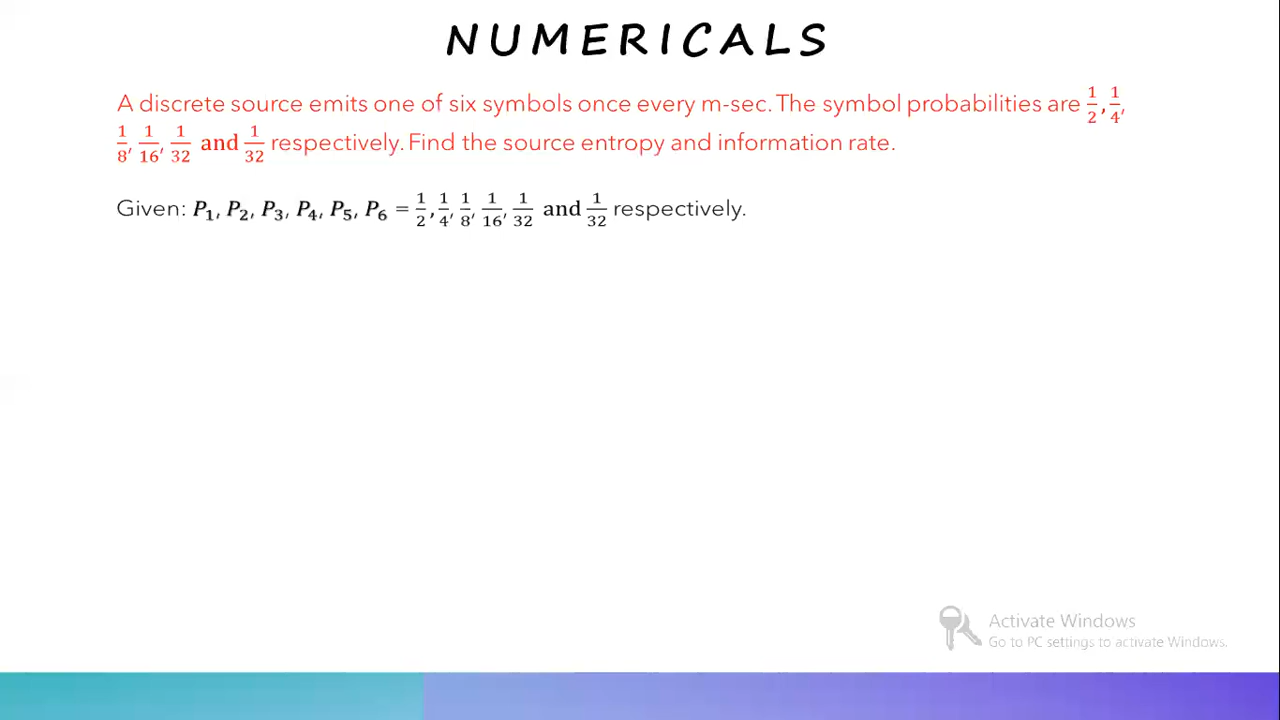 NUMERICALS
A discrete source emits one of six symbols once every m-sec. The symbol probabilities are 1/2, 1/4,
1/8, 1/16, 1/32 and 1/32 respectively. Find the source entropy and information rate.
Given: P₁, P₂, P₃, P₄, P₅, P₆ = 1/2, 1/4, 1/8, 1/16, 1/32 and 1/32 respectively.
Activate Windows
Go to PC settings to activate Windows.